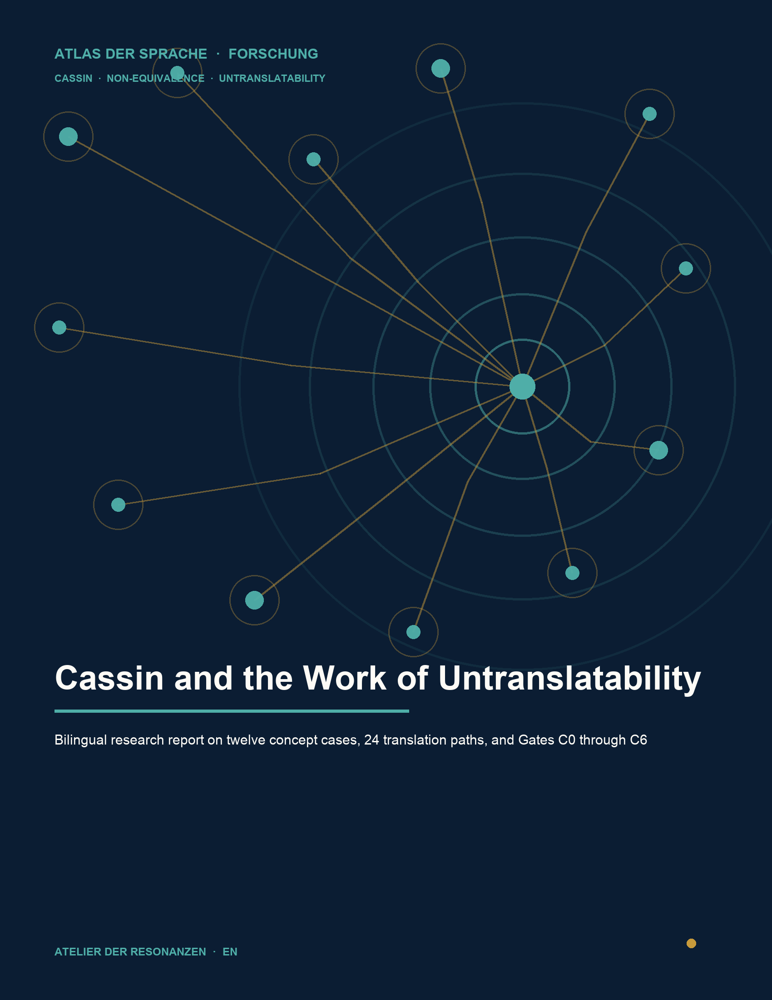 ATLAS DER SPRACHE · FORSCHUNG
CASSIN · NON-EQUIVALENCE · UNTRANSLATABILITY
Cassin and the Work of Untranslatability
Bilingual research report on twelve concept cases, 24 translation paths, and Gates C0 through C6
ATELIER DER RESONANZEN · EN